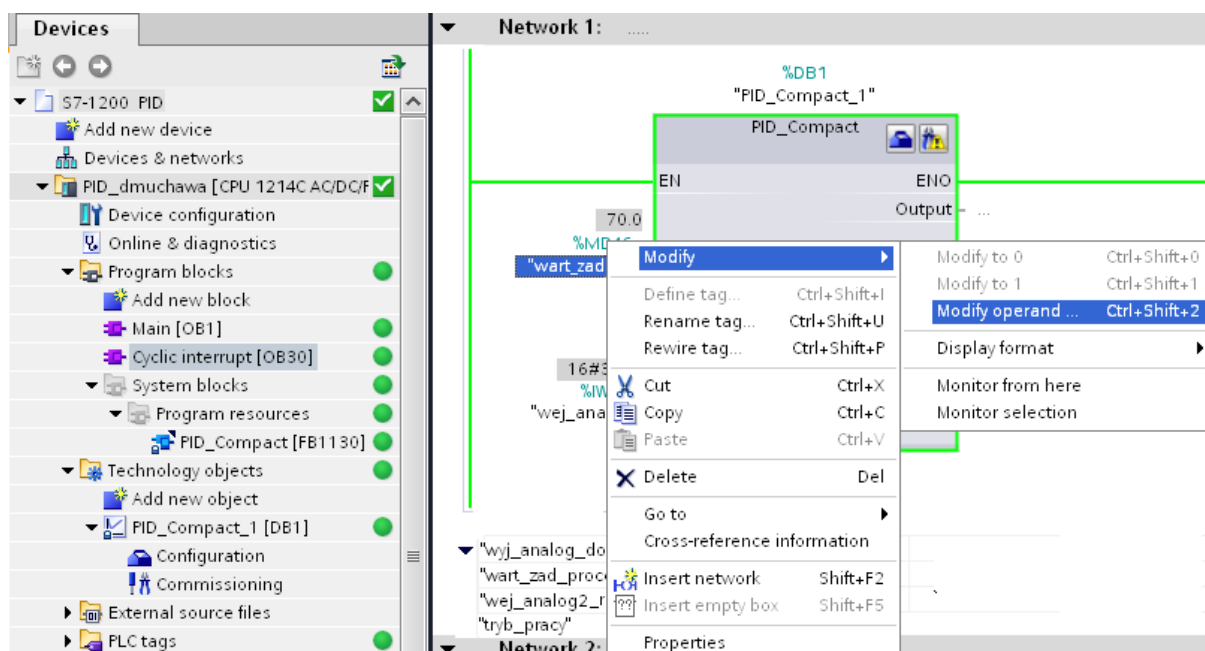 Devices
S7-1200 PID
Add new device
Devices & networks
PID_dmuchawa [CPU 1214C AC/DC/R
Device configuration
Online & diagnostics
Program blocks
Add new block
Main [OB1]
Cyclic interrupt [OB30]
System blocks
Program resources
PID_Compact [FB1130]
Technology objects
Add new object
PID_Compact_1 [DB1]
Configuration
Commissioning
External source files
PLC tags
Network 1: .....
%DB1
"PID_Compact_1"
PID_Compact
EN ENO
Output ...
70.0
"wart_zad
16#3
%IW
"wej_ana
Modify
Define tag... Ctrl+Shift+I
Rename tag... Ctrl+Shift+U
Rewire tag... Ctrl+Shift+P
Cut Ctrl+X
Copy Ctrl+C
Paste Ctrl+V
Delete Del
Go to
Cross-reference information
Insert network Shift+F2
Insert empty box Shift+F5
Properties
Modify to 0 Ctrl+Shift+0
Modify to 1 Ctrl+Shift+1
Modify operand ... Ctrl+Shift+2
Display format
Monitor from here
Monitor selection
"wyj_analog_do
"wart_zad_proc
"wej_analog2_r
"tryb_pracy"
Network 2: